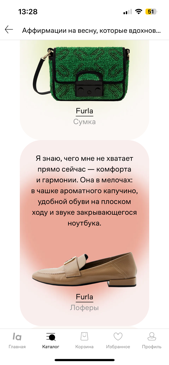 13:28
51
Аффирмации на весну, которые вдохнов...
Furla
Сумка
Я знаю, чего мне не хватает
прямо сейчас — комфорта
и гармонии. Она в мелочах:
в чашке ароматного капучино,
удобной обуви на плоском
ходу и звуке закрывающегося
ноутбука.
Furla
Лоферы
la
Главная Каталог Корзина Избранное Профиль